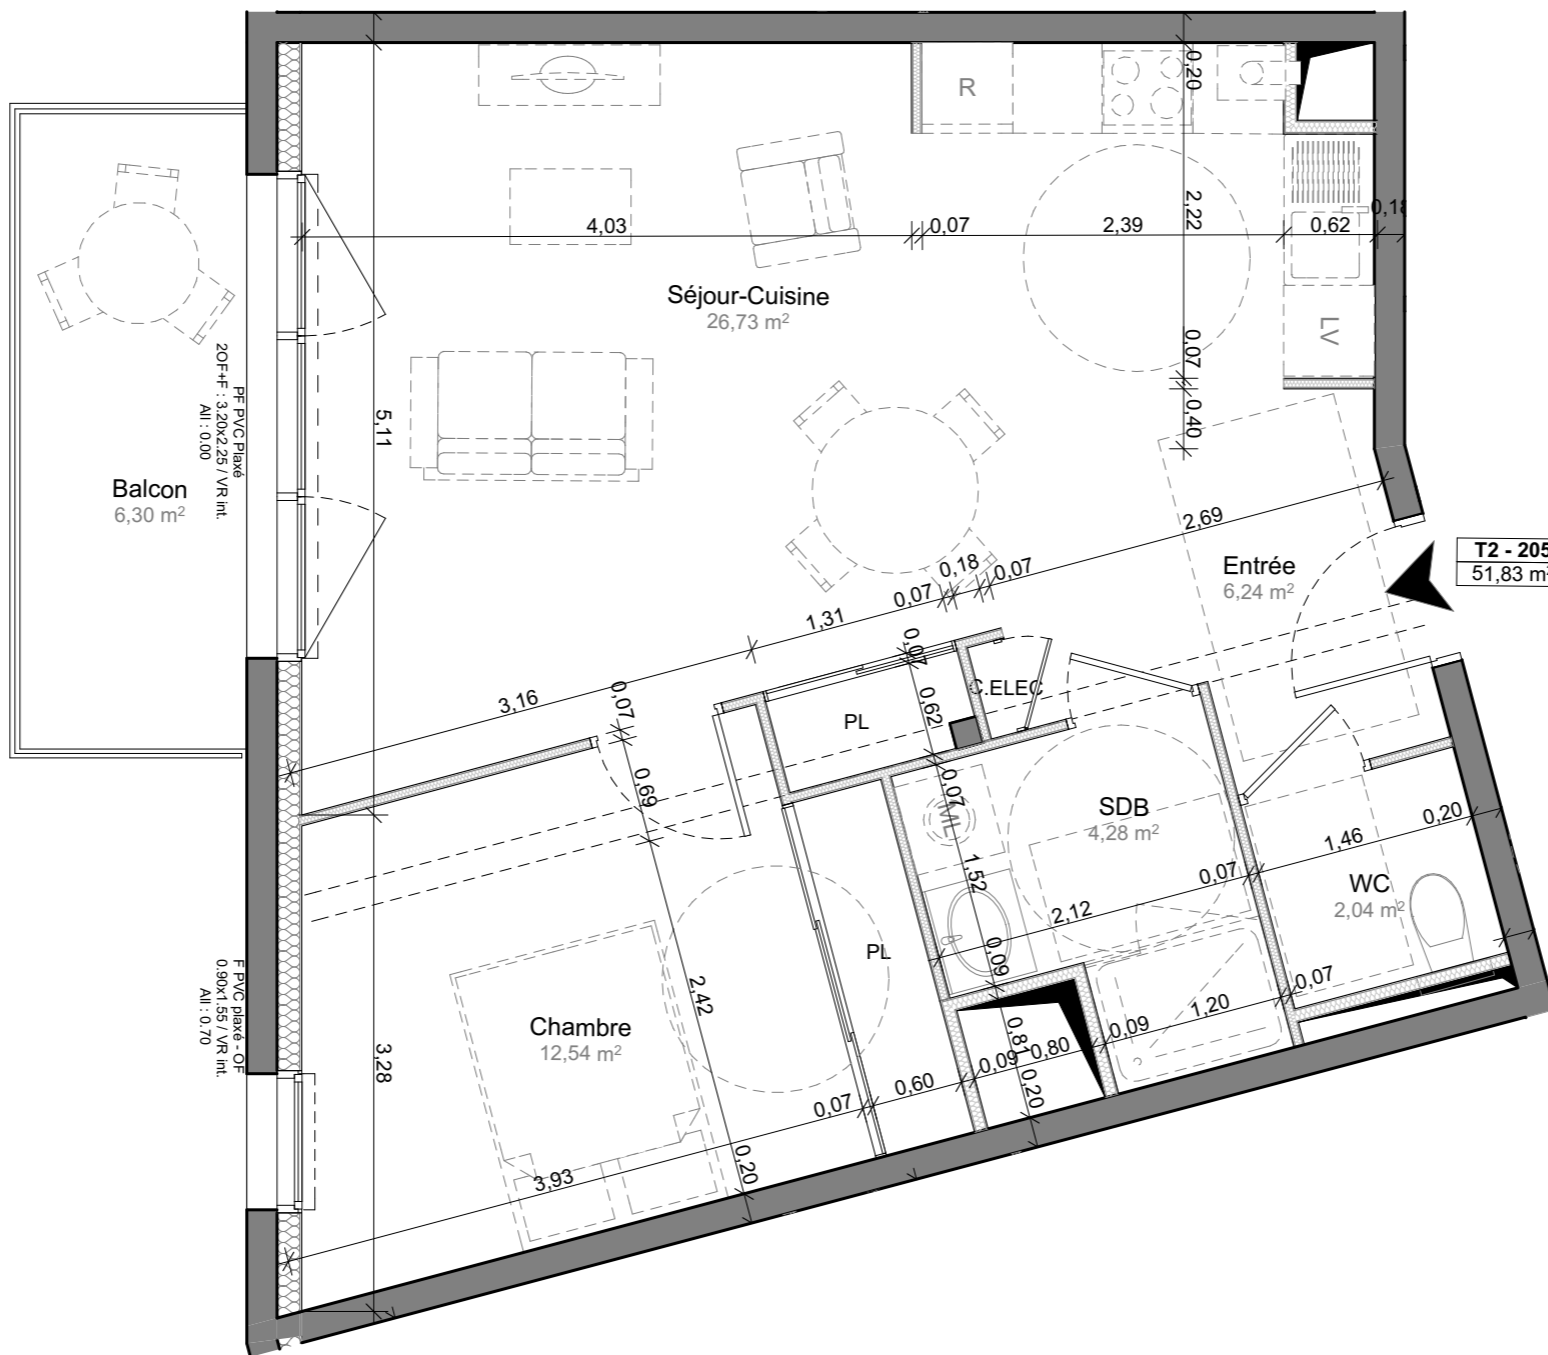 R
0,20
4,03
0,07
2,39
2,22
0,62
0,18
Séjour-Cuisine
26,73 m²
LV
0,07
0,40
PF PVC Plaxé
2OF+F : 3.20x2.25 / VR int.
All : 0.00
5,11
Balcon
6,30 m²
2,69
T2 - 205
51,83 m²
Entrée
6,24 m²
0,18
0,07
0,07
1,31
0,07
3,16
0,07
0,62
C.ELEC
PL
0,69
0,07
ML
SDB
4,28 m²
0,20
1,46
1,52
0,07
WC
2,04 m²
2,12
PL
0,09
0,07
F PVC plaxé - OF
0.90x1.55 / VR int.
All : 0.70
2,42
1,20
Chambre
12,54 m²
0,81
0,09
0,80
0,09
3,28
0,60
0,07
0,20
3,93
0,20